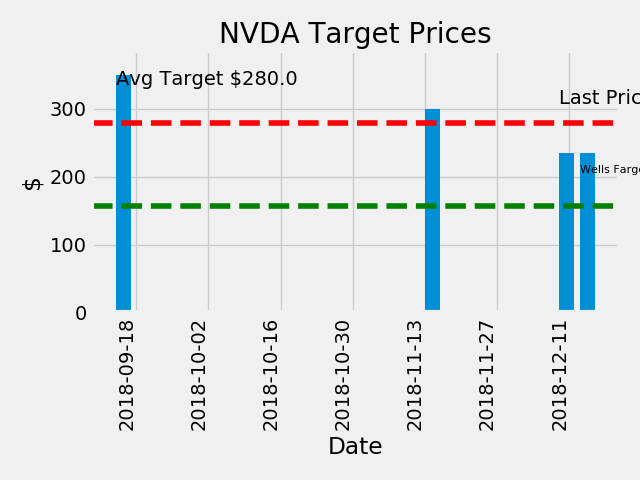 NVDA Target Prices
Avg Target $280.0
Last Pric
Wells Fargo
$
300
200
100
0
2018-09-18
2018-10-02
2018-10-16
2018-10-30
2018-11-13
2018-11-27
2018-12-11
Date